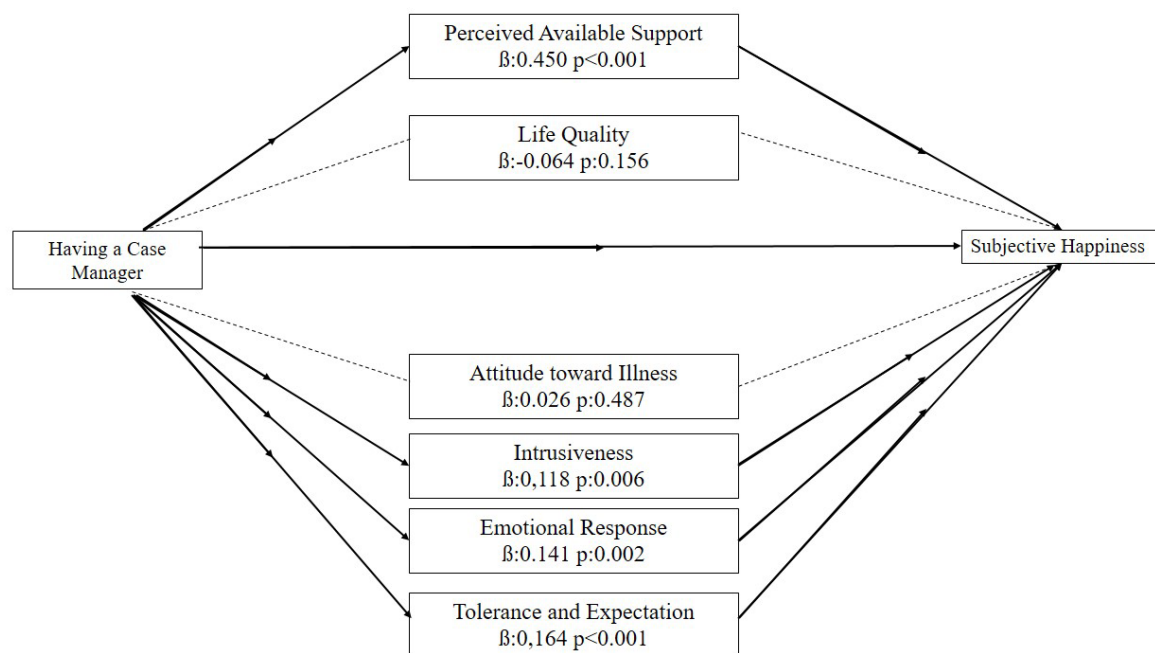 Perceived Available Support
ß:0.450 p<0.001
Life Quality
ß:-0.064 p:0.156
Having a Case
Manager
Subjective Happiness
Attitude toward Illness
ß:0.026 p:0.487
Intrusiveness
ß:0,118 p:0.006
Emotional Response
ß:0.141 p:0.002
Tolerance and Expectation
ß:0,164 p<0.001